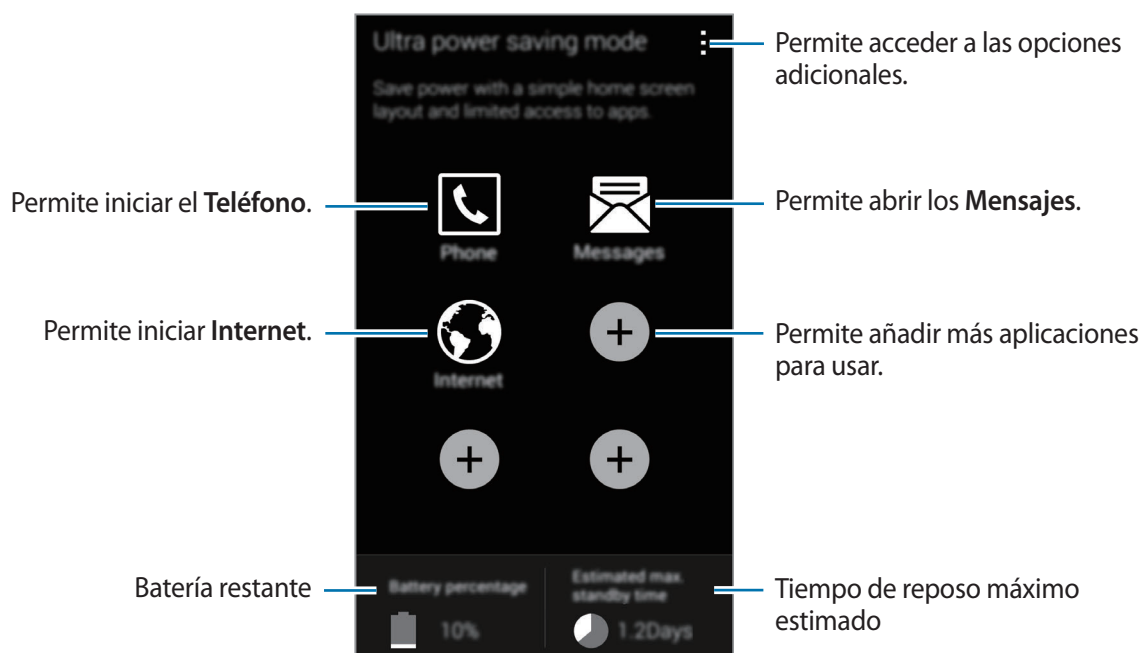 Ultra power saving mode
Permite acceder a las opciones
adicionales.
Save power with a simple home screen
layout and limited access to apps.
Permite iniciar el Teléfono.
Permite abrir los Mensajes.
Phone
Messages
Permite iniciar Internet.
Permite añadir más aplicaciones
para usar.
Internet
Batería restante
Battery percentage
Estimated max.
standby time
Tiempo de reposo máximo
estimado
10%
1.2Days